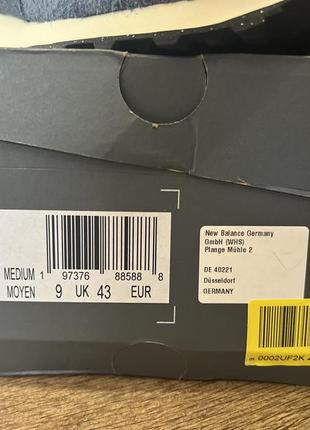 MEDIUM 1 97376 88588 8
MOYEN 9 UK 43 EUR
New Balance Germany
GmbH (WHS)
Plange Mühle 2
DE 40221
Düsseldorf
GERMANY
0002UF2K